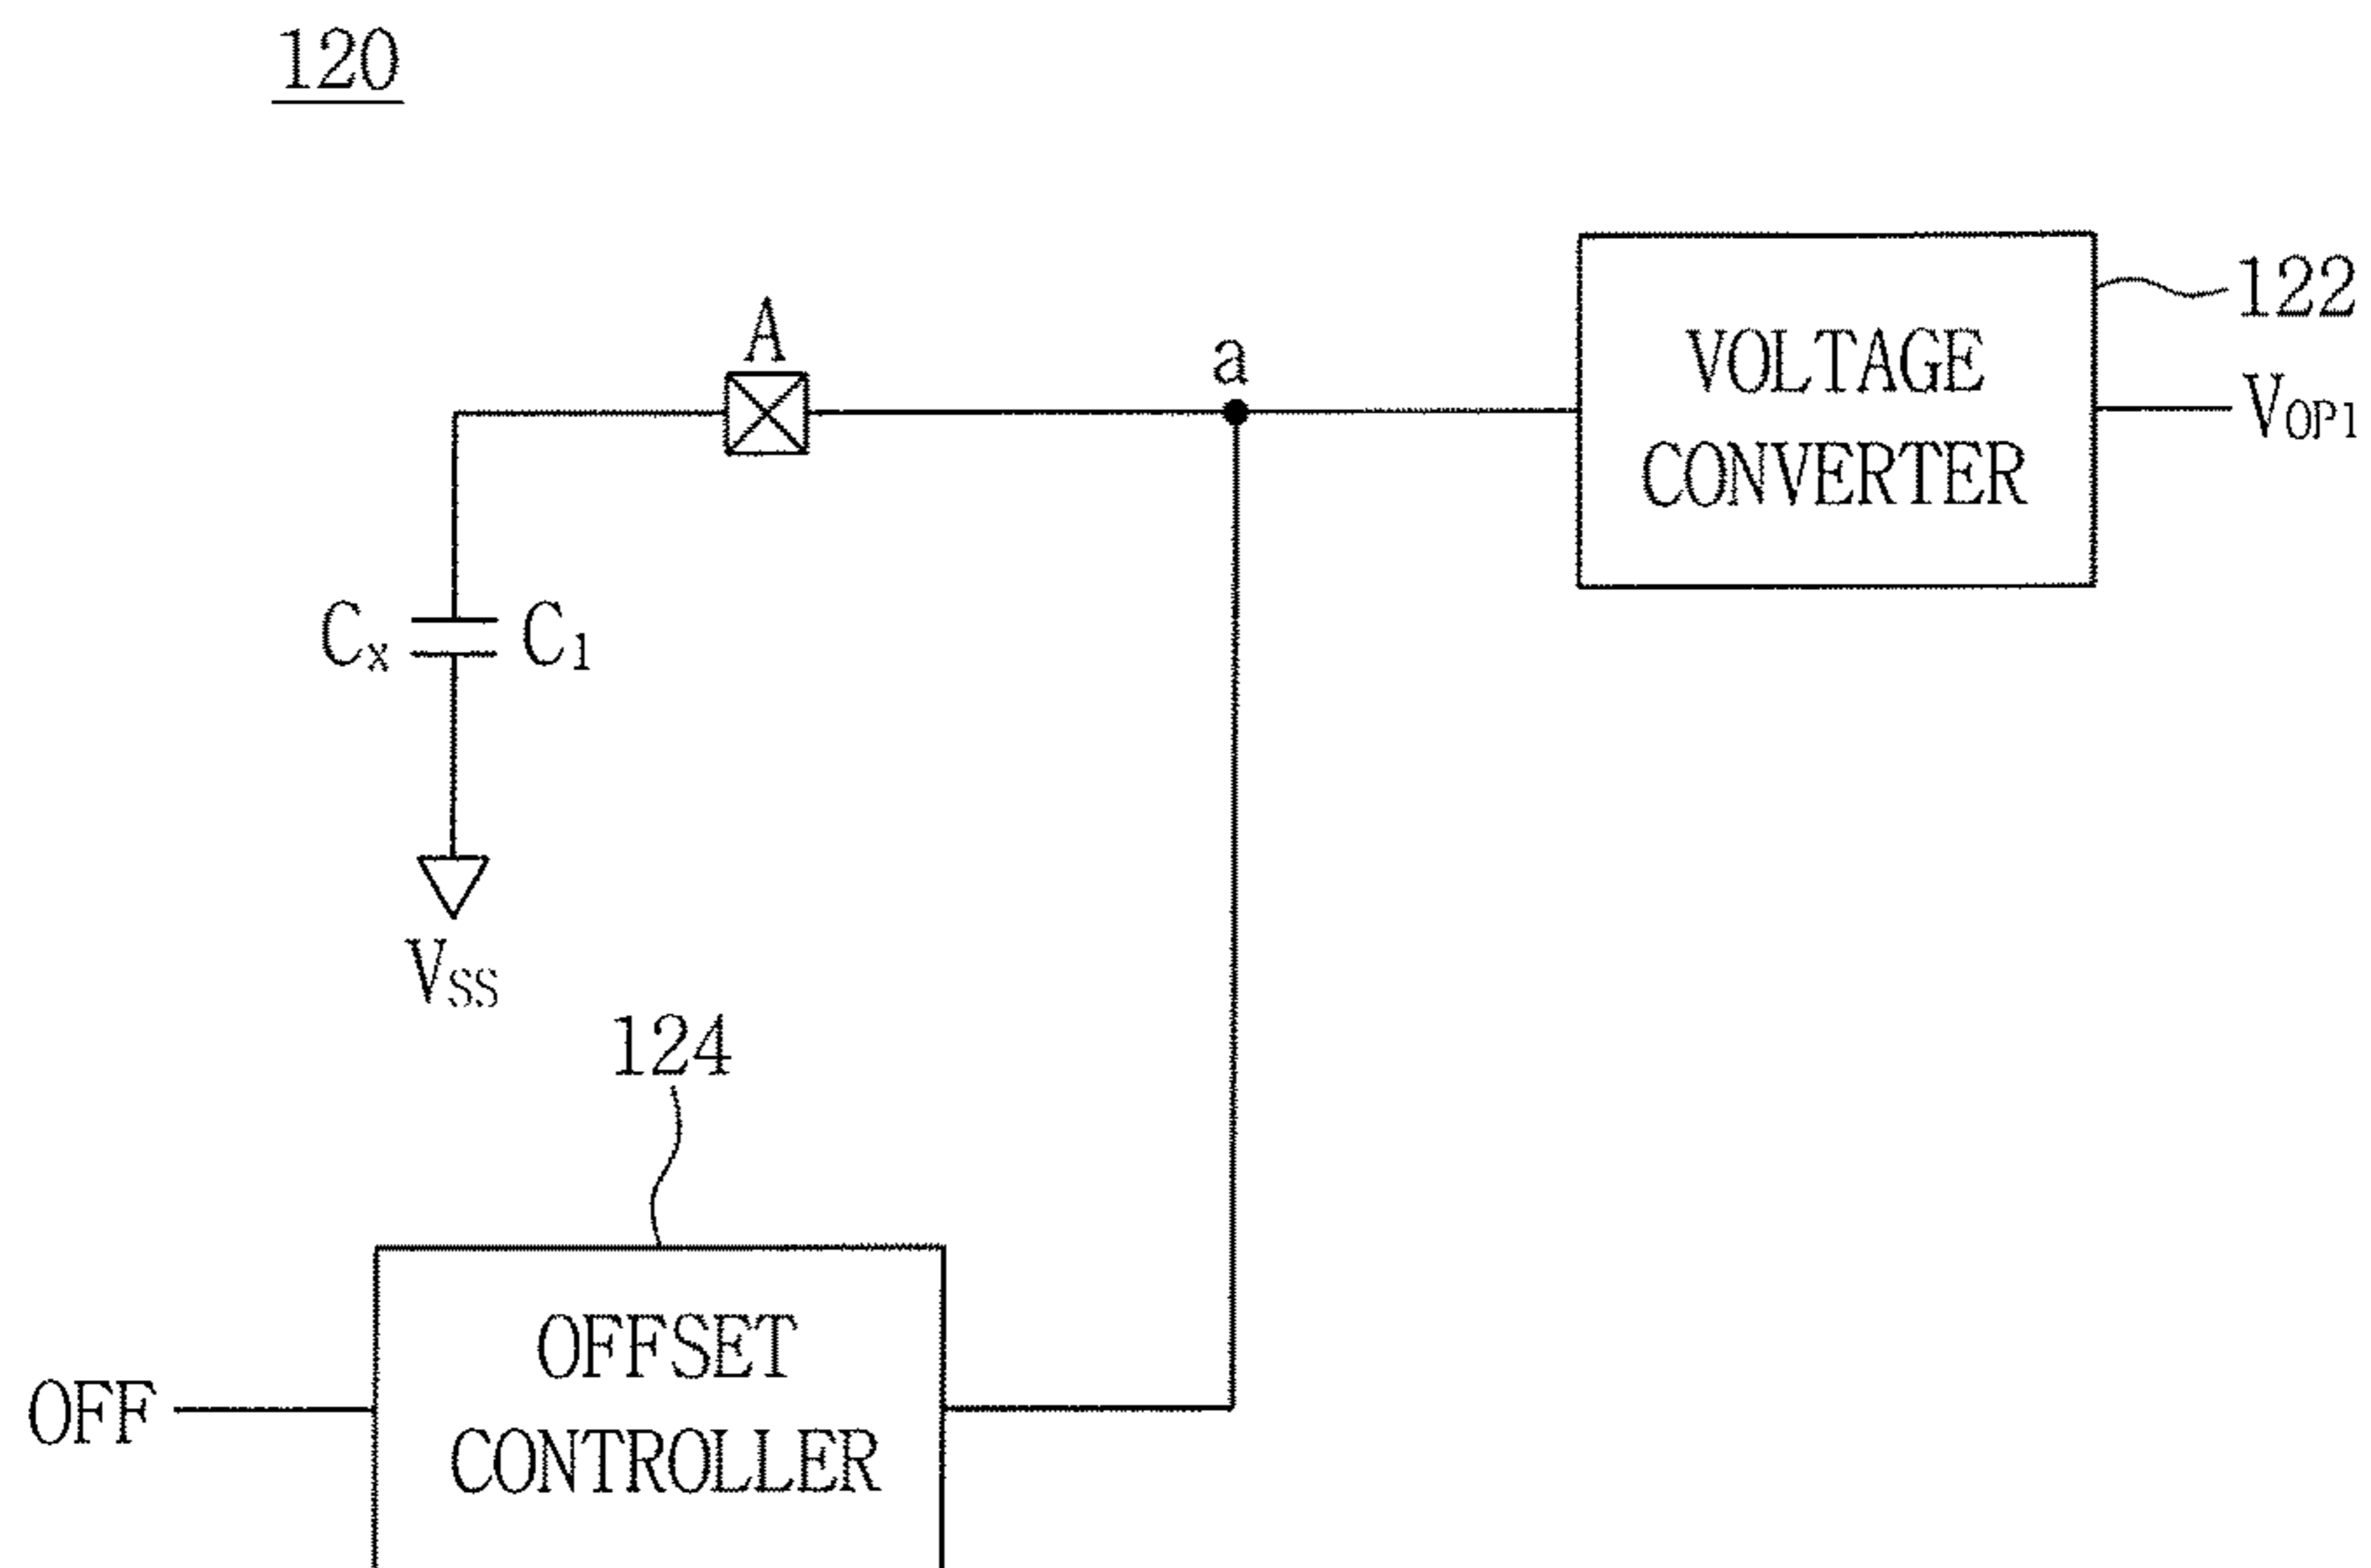 120
A
a
VOLTAGE
CONVERTER
122
VOP1
Cx
C1
VSS
124
OFF
OFFSET
CONTROLLER